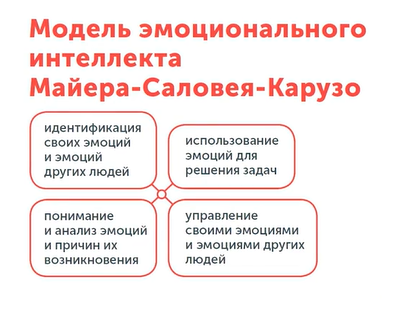 Модель эмоционального
интеллекта
Майера-Саловея-Карузо
идентификация
своих эмоций
и эмоций
других людей
использование
эмоций для
решения задач
понимание
и анализ эмоций
и причин их
возникновения
управление
своими эмоциями
и эмоциями других
людей